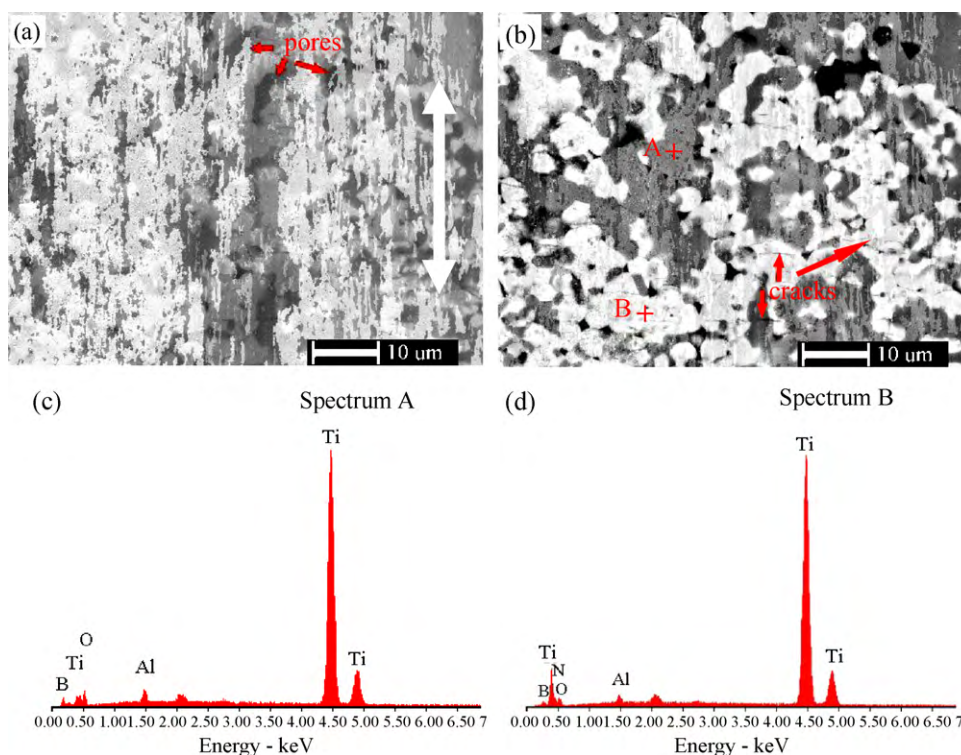 (a)
pores
10 um
(b)
A+
B+
cracks
10 um
(c)
Spectrum A
Ti
O
Ti
B
Al
Ti
0.00 1.00 1.50 2.00 2.50 3.00 3.50 4.00 4.50 5.00 5.50 6.00 6.50 7
Energy - keV
(d)
Spectrum B
Ti
Ti
N
B
O
Al
Ti
0.00 1.00 1.50 2.00 2.50 3.00 3.50 4.00 4.50 5.00 5.50 6.00 6.50 7.0
Energy - keV